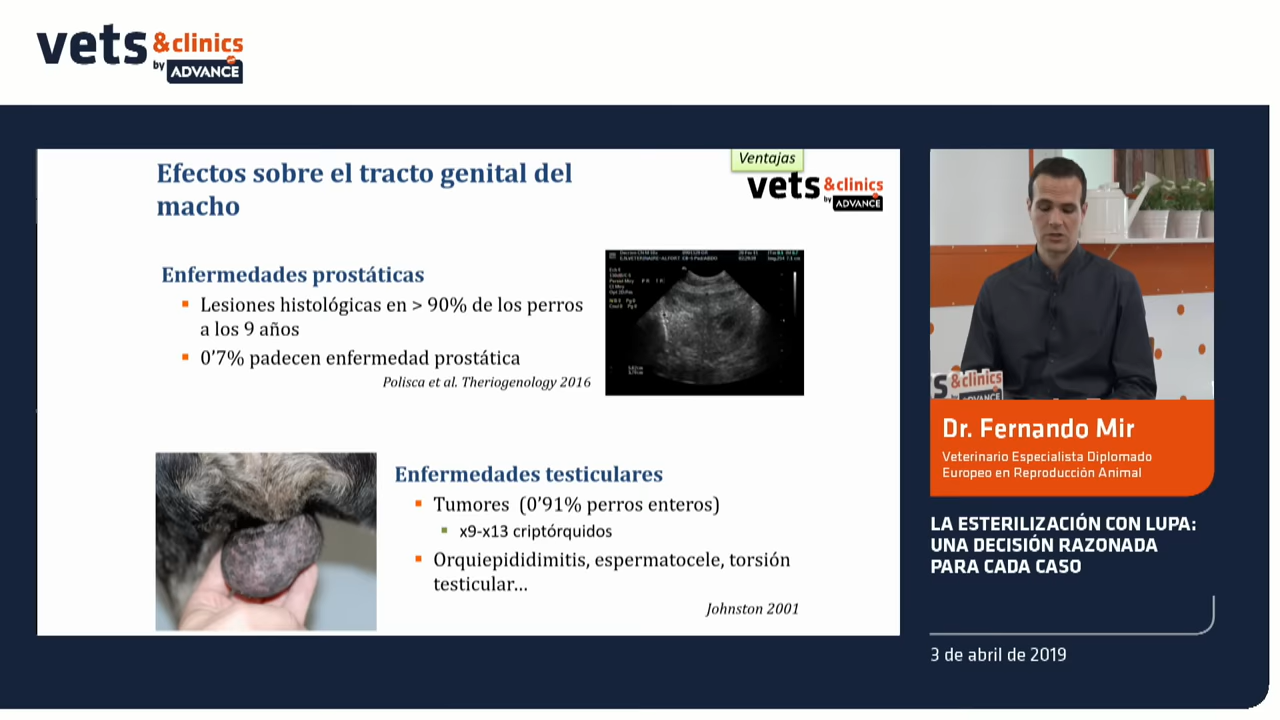 vets &clinics
by ADVANCE
Efectos sobre el tracto genital del
macho
Ventajas
vets &clinics
by ADVANCE
Enfermedades prostáticas
Lesiones histológicas en > 90% de los perros
a los 9 años
0'7% padecen enfermedad prostática
Polisca et al. Theriogenology 2016
Enfermedades testiculares
Tumores (0'91% perros enteros)
x9-x13 criptórquidos
Orquiepididimitis, espermatocele, torsión
testicular...
Johnston 2001
S &clinics
ADVANCE
Dr. Fernando Mir
Veterinario Especialista Diplomado
Europeo en Reproducción Animal
LA ESTERILIZACIÓN CON LUPA:
UNA DECISIÓN RAZONADA
PARA CADA CASO
3 de abril de 2019